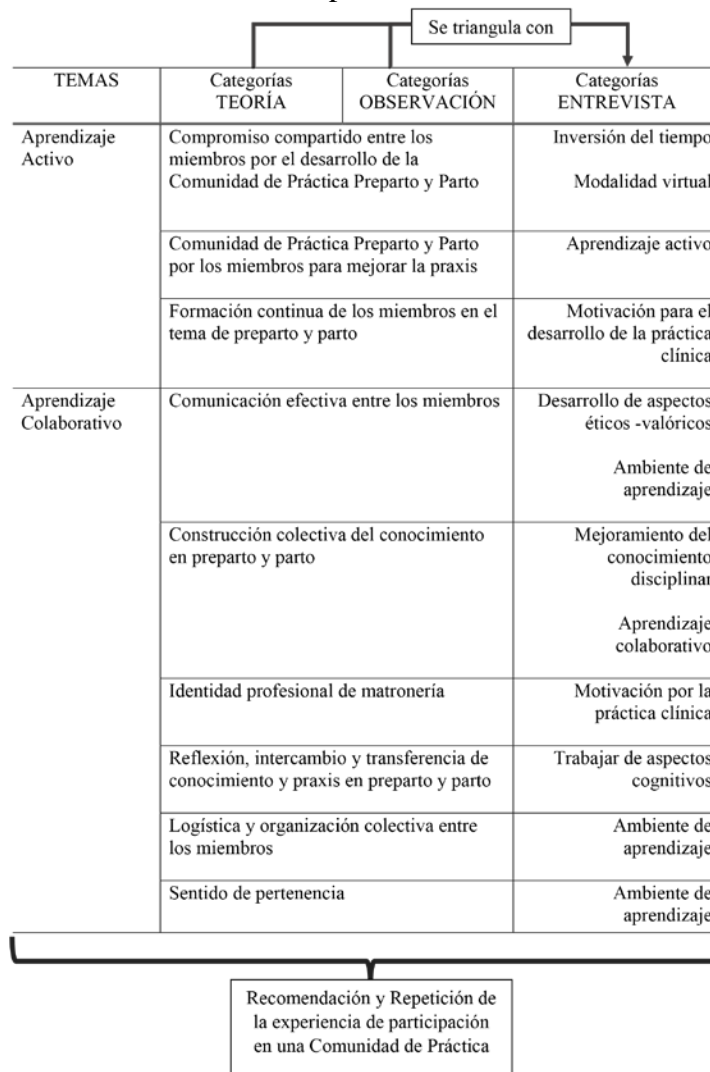 Se triangula con
TEMAS
Categorías
TEORÍA
Categorías
OBSERVACIÓN
Categorías
ENTREVISTA
Aprendizaje
Activo
Compromiso compartido entre los
miembros por el desarrollo de la
Comunidad de Práctica Preparto y Parto
Inversión del tiempo
Modalidad virtual
Comunidad de Práctica Preparto y Parto
por los miembros para mejorar la praxis
Aprendizaje activo
Formación continua de los miembros en el
tema de preparto y parto
Motivación para el
desarrollo de la práctica
clínica
Aprendizaje
Colaborativo
Comunicación efectiva entre los miembros
Desarrollo de aspectos
éticos -valóricos
Ambiente de
aprendizaje
Construcción colectiva del conocimiento
en preparto y parto
Mejoramiento del
conocimiento
disciplinar
Aprendizaje
colaborativo
Identidad profesional de matronería
Motivación por la
práctica clínica
Reflexión, intercambio y transferencia de
conocimiento y praxis en preparto y parto
Trabajar de aspectos
cognitivos
Logística y organización colectiva entre
los miembros
Ambiente de
aprendizaje
Sentido de pertenencia
Ambiente de
aprendizaje
Recomendación y Repetición de
la experiencia de participación
en una Comunidad de Práctica